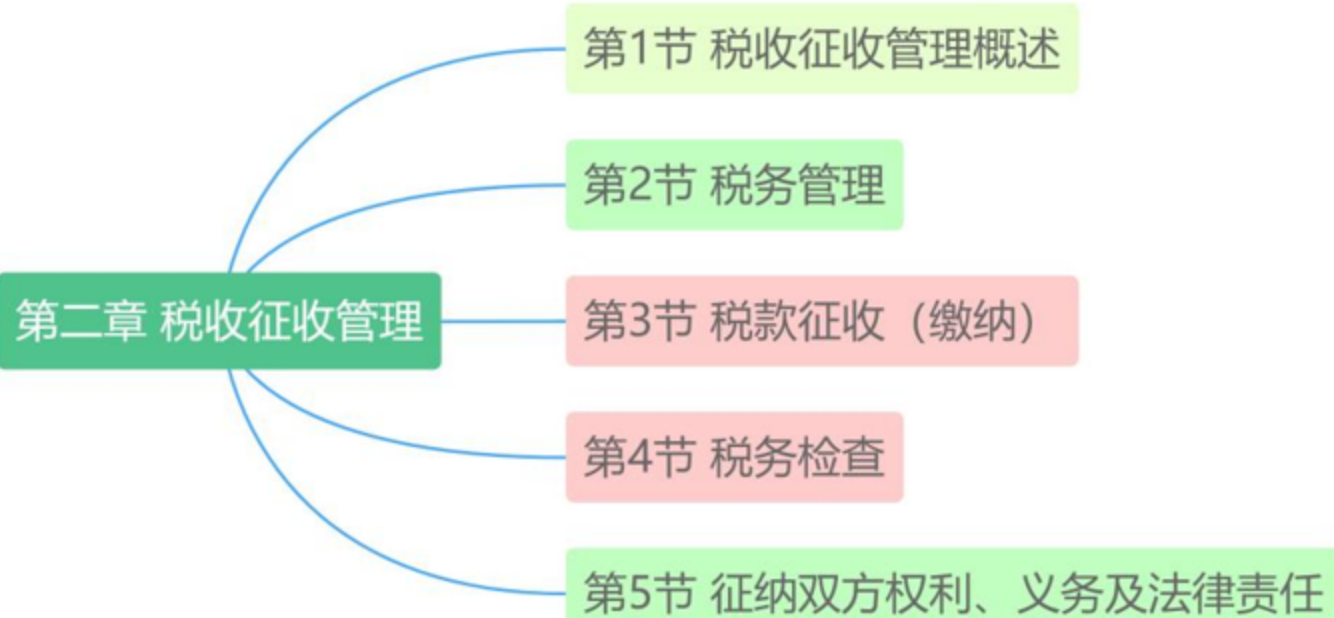 第1节 税收征收管理概述
第2节 税务管理
第二章 税收征收管理
第3节 税款征收（缴纳）
第4节 税务检查
第5节 征纳双方权利、义务及法律责任